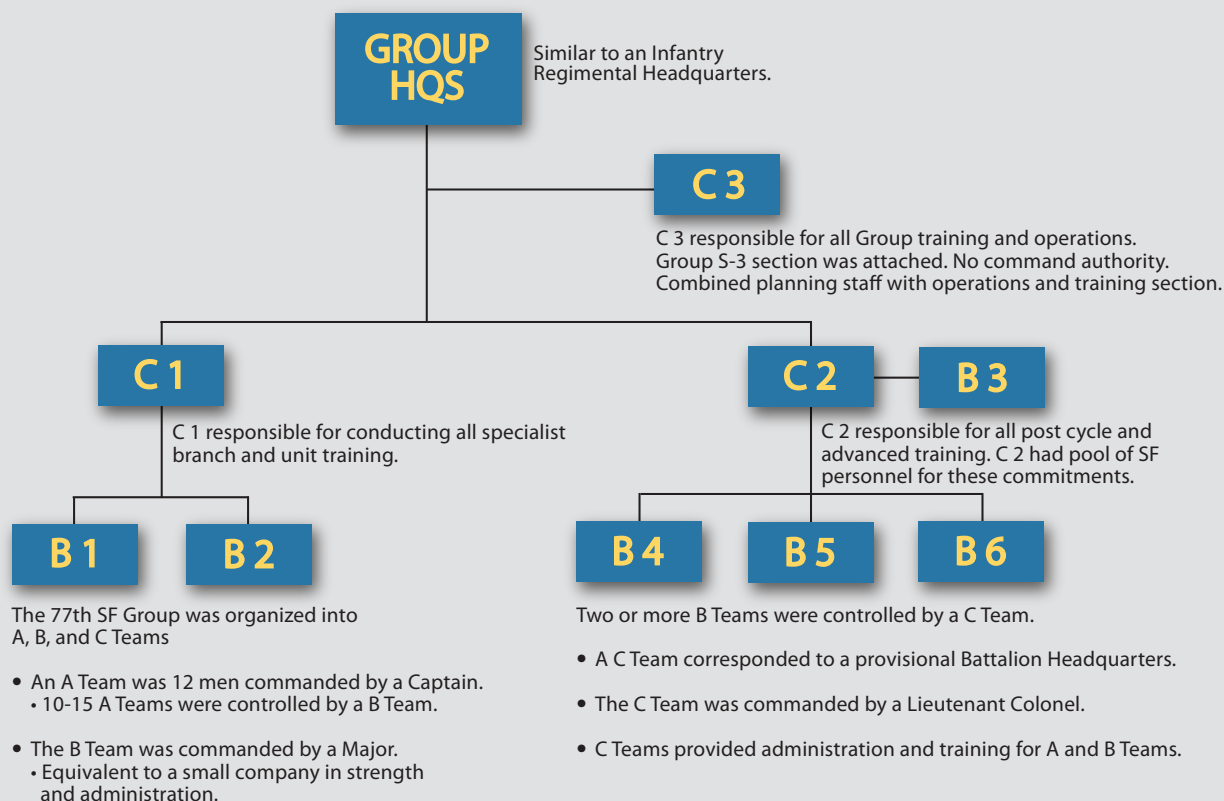 GROUP
HQS
Similar to an Infantry
Regimental Headquarters.
C 3
C 3 responsible for all Group training and operations.
Group S-3 section was attached. No command authority.
Combined planning staff with operations and training section.
C 1
C 1 responsible for conducting all specialist
branch and unit training.
C 2
B 3
C 2 responsible for all post cycle and
advanced training. C 2 had pool of SF
personnel for these commitments.
B 1
B 2
B 4
B 5
B 6
The 77th SF Group was organized into
A, B, and C Teams
• An A Team was 12 men commanded by a Captain.
• 10-15 A Teams were controlled by a B Team.
• The B Team was commanded by a Major.
• Equivalent to a small company in strength
and administration.
Two or more B Teams were controlled by a C Team.
• A C Team corresponded to a provisional Battalion Headquarters.
• The C Team was commanded by a Lieutenant Colonel.
• C Teams provided administration and training for A and B Teams.